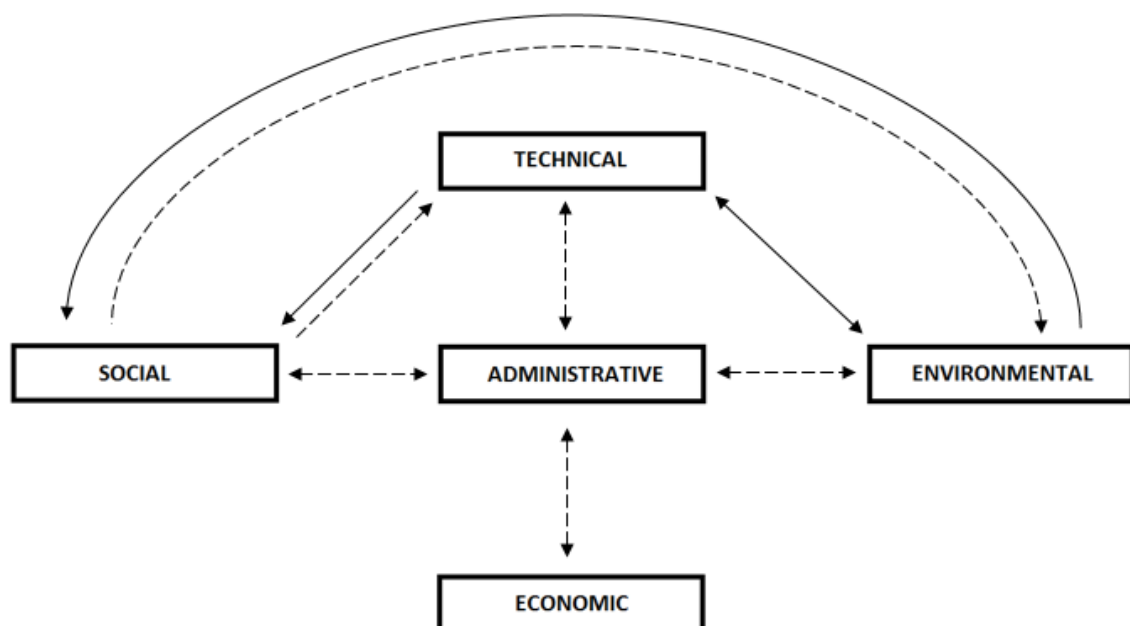 TECHNICAL
SOCIAL
ADMINISTRATIVE
ENVIRONMENTAL
ECONOMIC